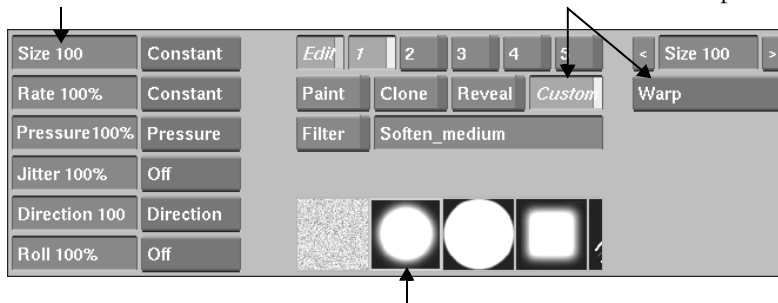 Size 100 Constant Edit 1 2 3 4 5 < Size 100 >
Rate 100% Constant Paint Clone Reveal Custom Warp
Pressure100% Pressure Filter Soften_medium
Jitter 100% Off
Direction 100 Direction
Roll 100% Off